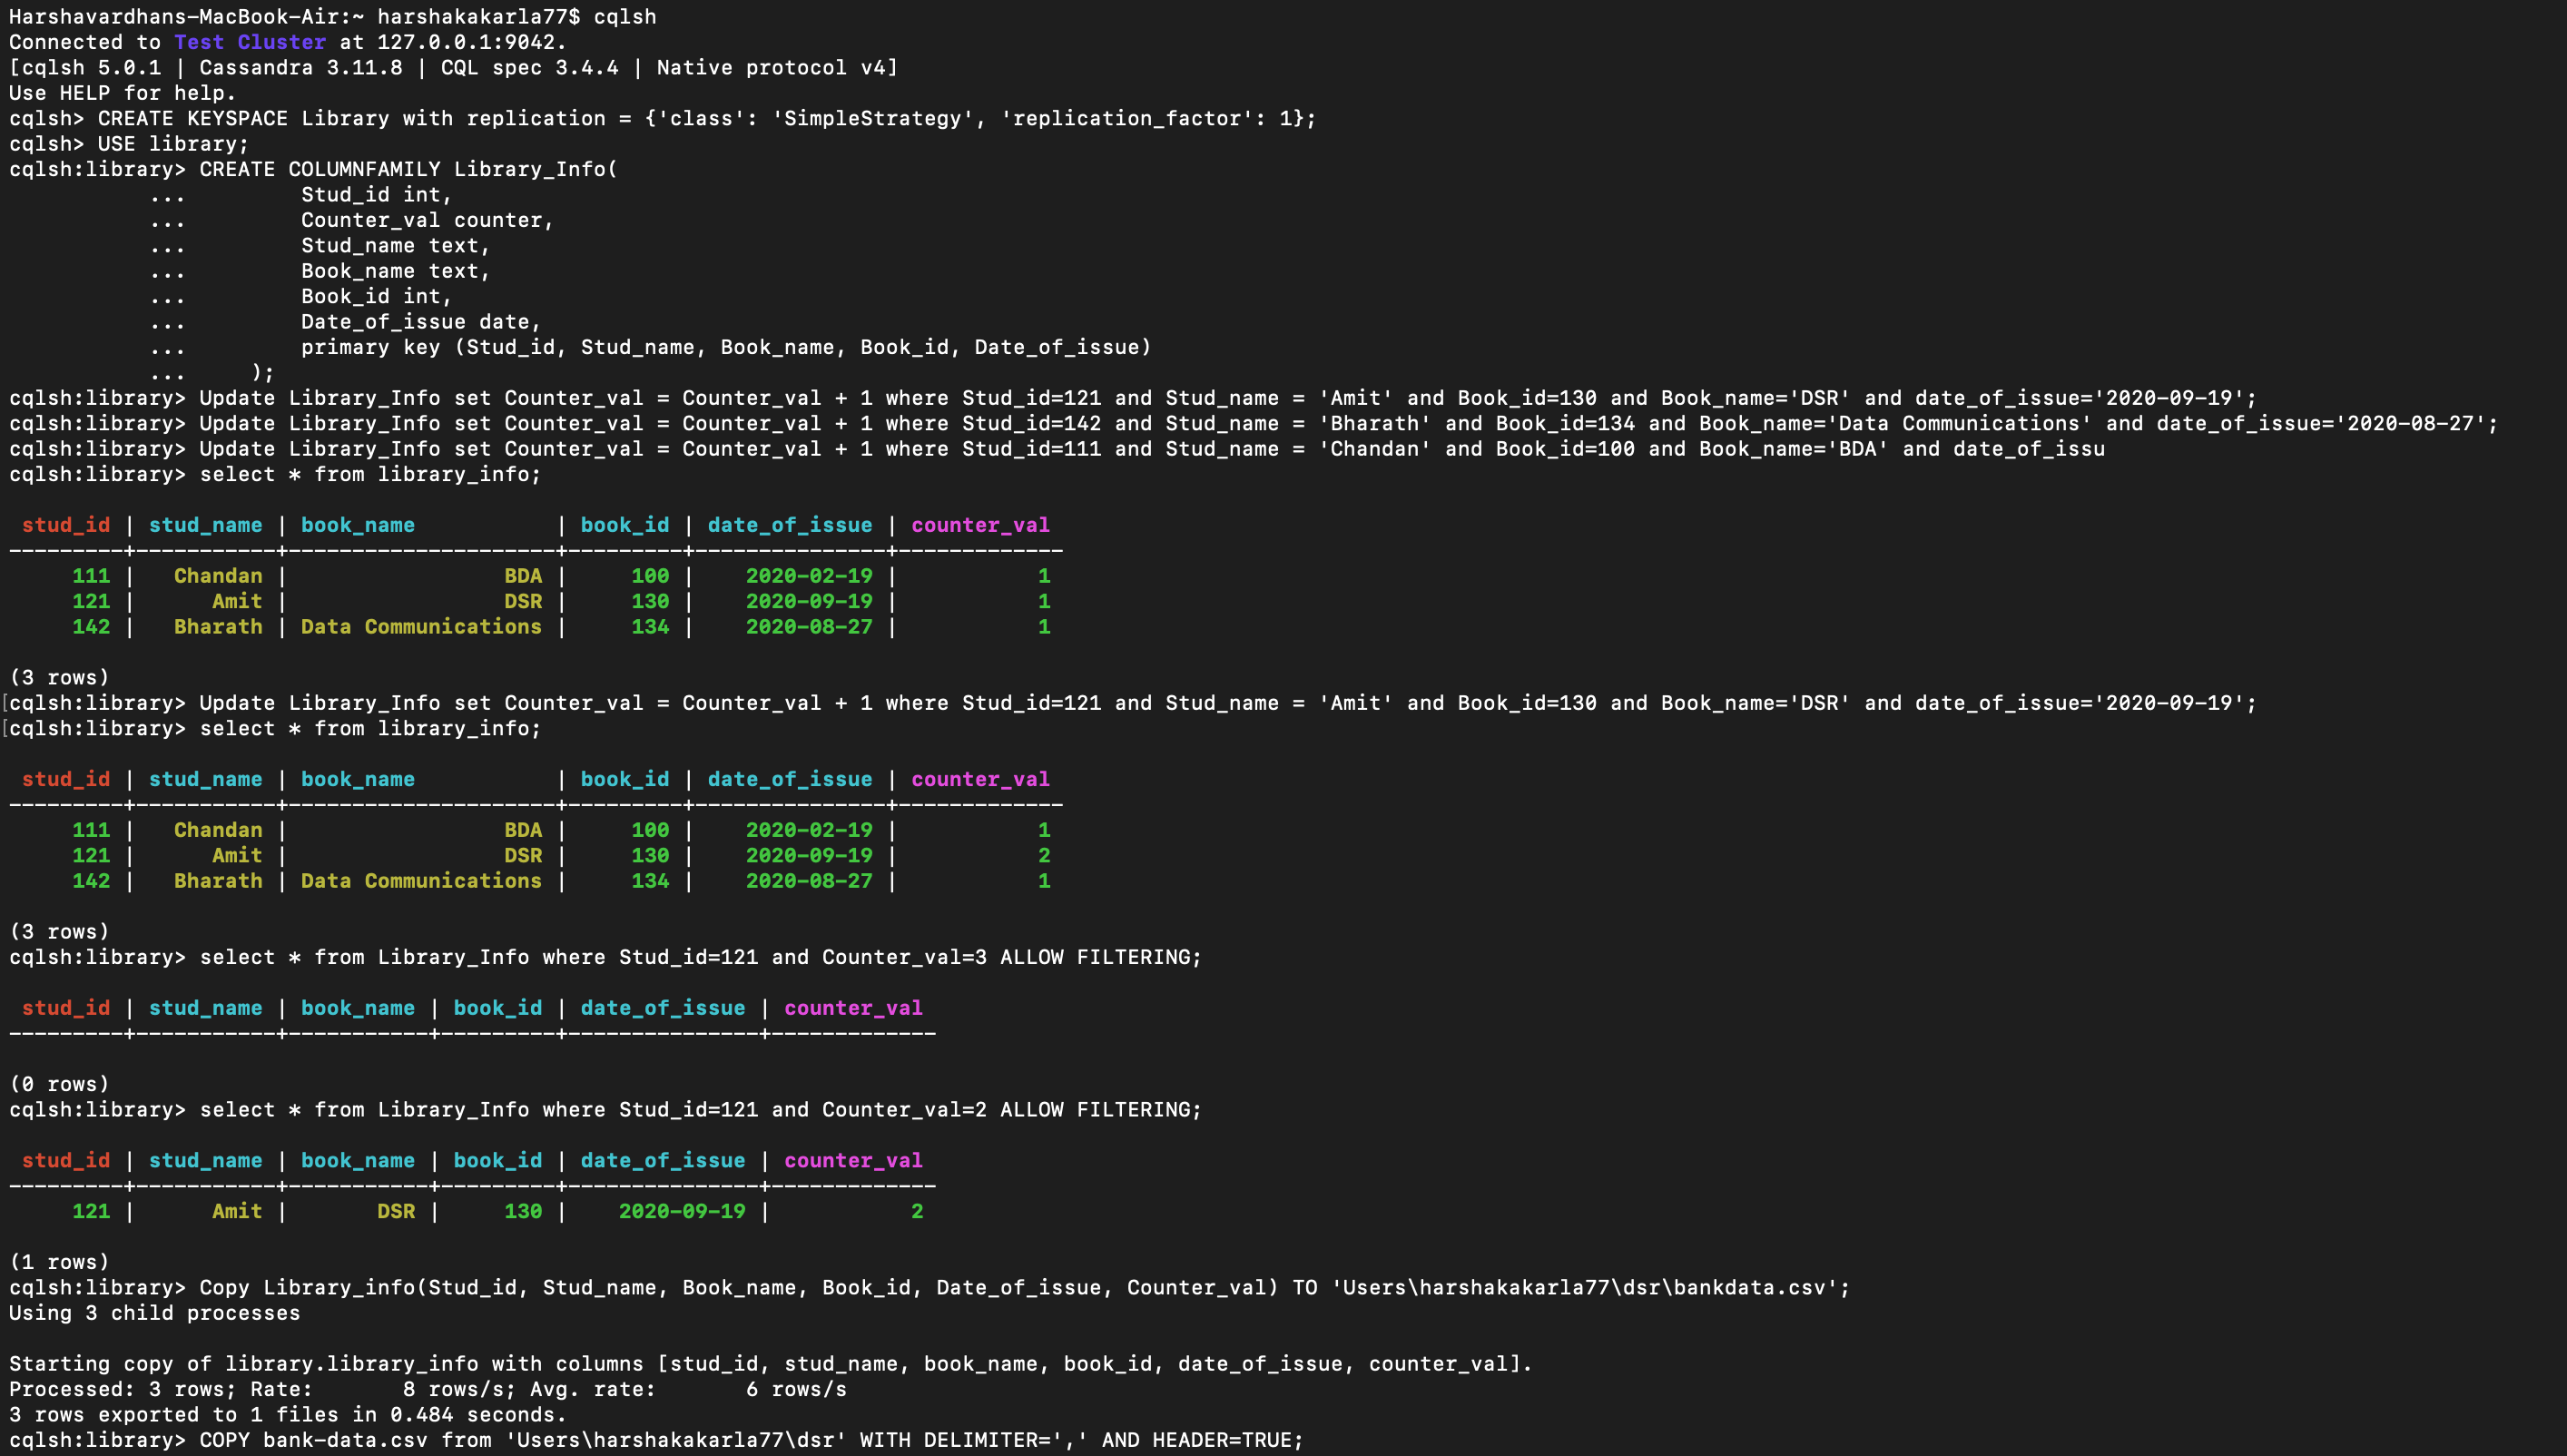 Harshavardhans-MacBook-Air:~ harshakakarla77$ cqlsh
Connected to Test Cluster at 127.0.0.1:9042.
[cqlsh 5.0.1 | Cassandra 3.11.8 | CQL spec 3.4.4 | Native protocol v4]
Use HELP for help.
cqlsh> CREATE KEYSPACE Library with replication = {'class': 'SimpleStrategy', 'replication_factor': 1};
cqlsh> USE library;
cqlsh:library> CREATE COLUMNFAMILY Library_Info(
           ...         Stud_id int,
           ...         Counter_val counter,
           ...         Stud_name text,
           ...         Book_name text,
           ...         Book_id int,
           ...         Date_of_issue date,
           ...         primary key (Stud_id, Stud_name, Book_name, Book_id, Date_of_issue)
           ...     );
cqlsh:library> Update Library_Info set Counter_val = Counter_val + 1 where Stud_id=121 and Stud_name = 'Amit' and Book_id=130 and Book_name='DSR' and date_of_issue='2020-09-19';
cqlsh:library> Update Library_Info set Counter_val = Counter_val + 1 where Stud_id=142 and Stud_name = 'Bharath' and Book_id=134 and Book_name='Data Communications' and date_of_issue='2020-08-27';
cqlsh:library> Update Library_Info set Counter_val = Counter_val + 1 where Stud_id=111 and Stud_name = 'Chandan' and Book_id=100 and Book_name='BDA' and date_of_issu
cqlsh:library> select * from library_info;

 stud_id | stud_name | book_name           | book_id | date_of_issue | counter_val
---------+-----------+---------------------+---------+---------------+-------------
     111 |   Chandan |                 BDA |     100 |    2020-02-19 |           1
     121 |      Amit |                 DSR |     130 |    2020-09-19 |           1
     142 |   Bharath | Data Communications |     134 |    2020-08-27 |           1

(3 rows)
[cqlsh:library> Update Library_Info set Counter_val = Counter_val + 1 where Stud_id=121 and Stud_name = 'Amit' and Book_id=130 and Book_name='DSR' and date_of_issue='2020-09-19';
[cqlsh:library> select * from library_info;

 stud_id | stud_name | book_name           | book_id | date_of_issue | counter_val
---------+-----------+---------------------+---------+---------------+-------------
     111 |   Chandan |                 BDA |     100 |    2020-02-19 |           1
     121 |      Amit |                 DSR |     130 |    2020-09-19 |           2
     142 |   Bharath | Data Communications |     134 |    2020-08-27 |           1

(3 rows)
cqlsh:library> select * from Library_Info where Stud_id=121 and Counter_val=3 ALLOW FILTERING;

 stud_id | stud_name | book_name | book_id | date_of_issue | counter_val
---------+-----------+-----------+---------+---------------+-------------

(0 rows)
cqlsh:library> select * from Library_Info where Stud_id=121 and Counter_val=2 ALLOW FILTERING;

 stud_id | stud_name | book_name | book_id | date_of_issue | counter_val
---------+-----------+-----------+---------+---------------+-------------
     121 |      Amit |       DSR |     130 |    2020-09-19 |           2

(1 rows)
cqlsh:library> Copy Library_info(Stud_id, Stud_name, Book_name, Book_id, Date_of_issue, Counter_val) TO 'Users\harshakakarla77\dsr\bankdata.csv';
Using 3 child processes

Starting copy of library.library_info with columns [stud_id, stud_name, book_name, book_id, date_of_issue, counter_val].
Processed: 3 rows; Rate:       8 rows/s; Avg. rate:       6 rows/s
3 rows exported to 1 files in 0.484 seconds.
cqlsh:library> COPY bank-data.csv from 'Users\harshakakarla77\dsr' WITH DELIMITER=',' AND HEADER=TRUE;